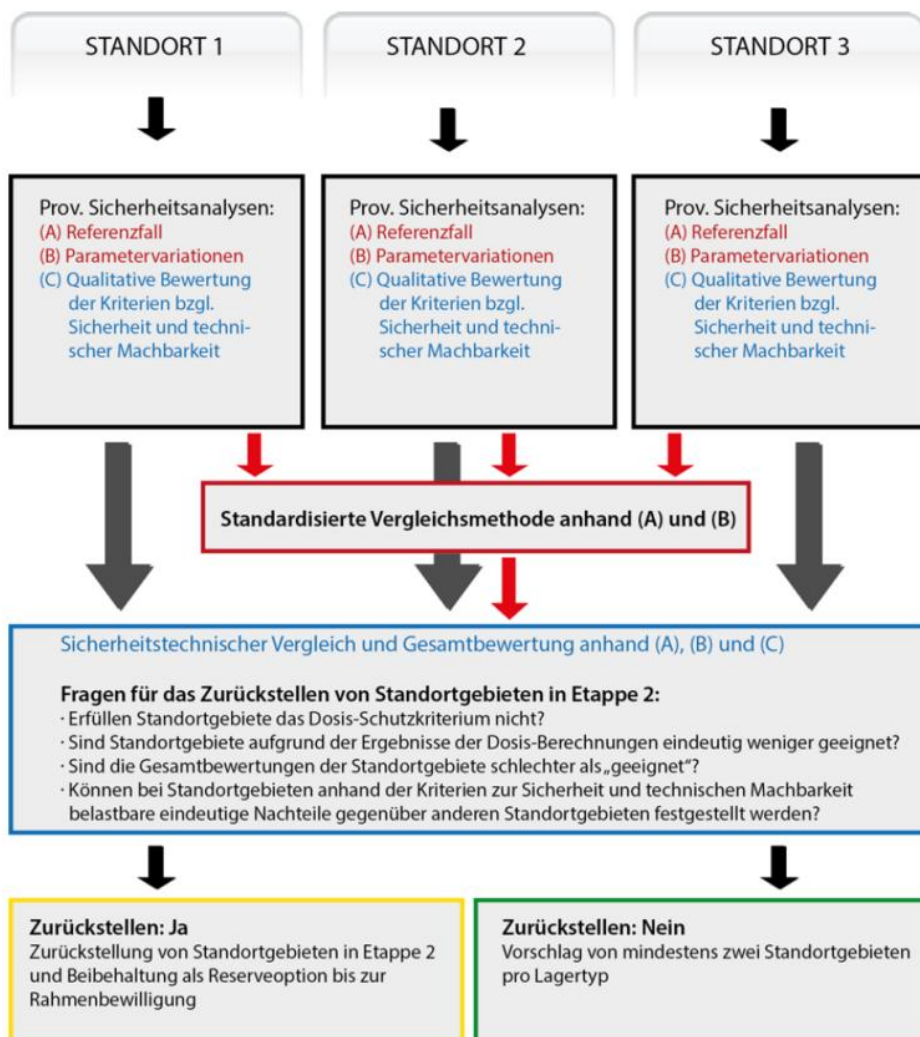 STANDORT 1
STANDORT 2
STANDORT 3
Prov. Sicherheitsanalysen:
(A) Referenzfall
(B) Parametervariationen
(C) Qualitative Bewertung
der Kriterien bzgl.
Sicherheit und techni-
scher Machbarkeit
Prov. Sicherheitsanalysen:
(A) Referenzfall
(B) Parametervariationen
(C) Qualitative Bewertung
der Kriterien bzgl.
Sicherheit und techni-
scher Machbarkeit
Prov. Sicherheitsanalysen:
(A) Referenzfall
(B) Parametervariationen
(C) Qualitative Bewertung
der Kriterien bzgl.
Sicherheit und techni-
scher Machbarkeit
Standardisierte Vergleichsmethode anhand (A) und (B)
Sicherheitstechnischer Vergleich und Gesamtbewertung anhand (A), (B) und (C)
Fragen für das Zurückstellen von Standortgebieten in Etappe 2:
· Erfüllen Standortgebiete das Dosis-Schutzkriterium nicht?
· Sind Standortgebiete aufgrund der Ergebnisse der Dosis-Berechnungen eindeutig weniger geeignet?
· Sind die Gesamtbewertungen der Standortgebiete schlechter als „geeignet“?
· Können bei Standortgebieten anhand der Kriterien zur Sicherheit und technischen Machbarkeit
belastbare eindeutige Nachteile gegenüber anderen Standortgebieten festgestellt werden?
Zurückstellen: Ja
Zurückstellung von Standortgebieten in Etappe 2
und Beibehaltung als Reserveoption bis zur
Rahmenbewilligung
Zurückstellen: Nein
Vorschlag von mindestens zwei Standortgebieten
pro Lagertyp